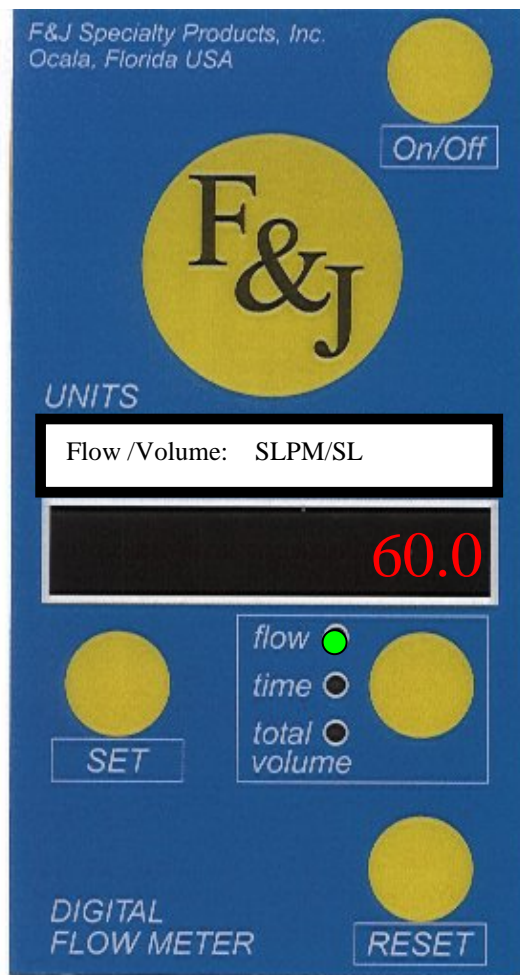 F&J Specialty Products, Inc.
Ocala, Florida USA
On/Off
F&J
UNITS
Flow /Volume: SLPM/SL
60.0
flow
time
total
volume
SET
DIGITAL
FLOW METER
RESET